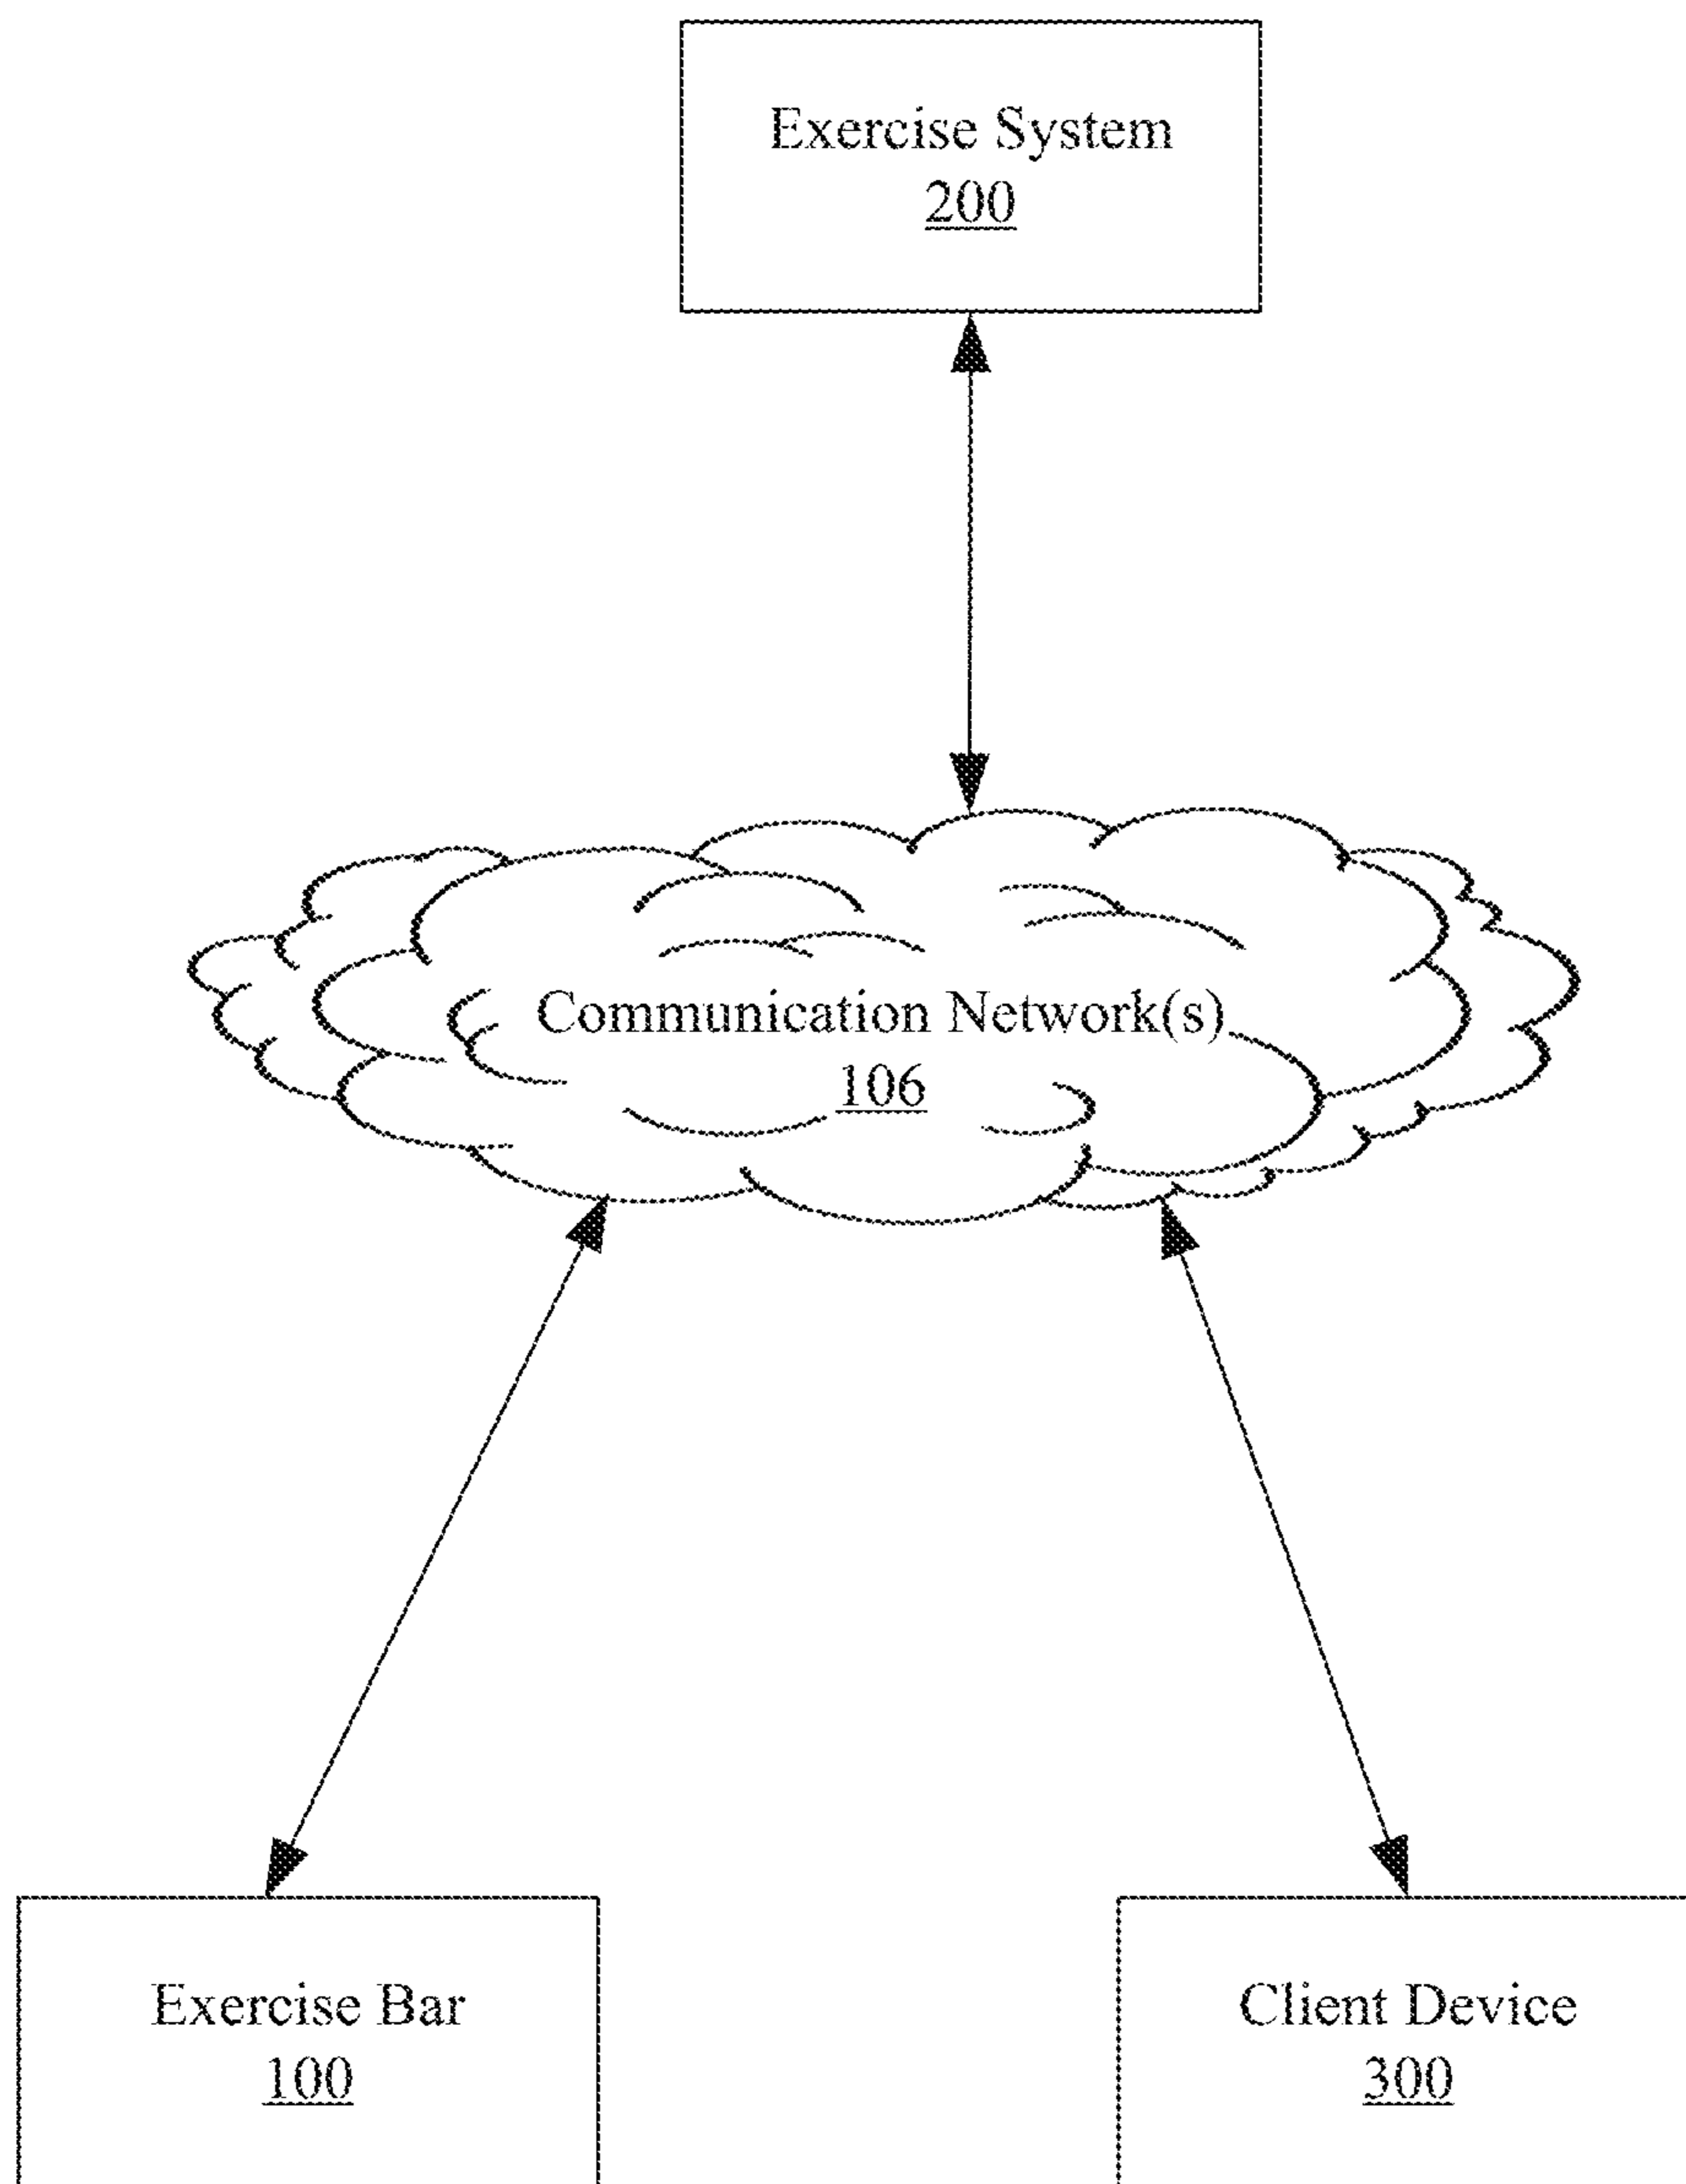 Exercise System
200
Communication Network(s)
106
Exercise Bar
100
Client Device
300